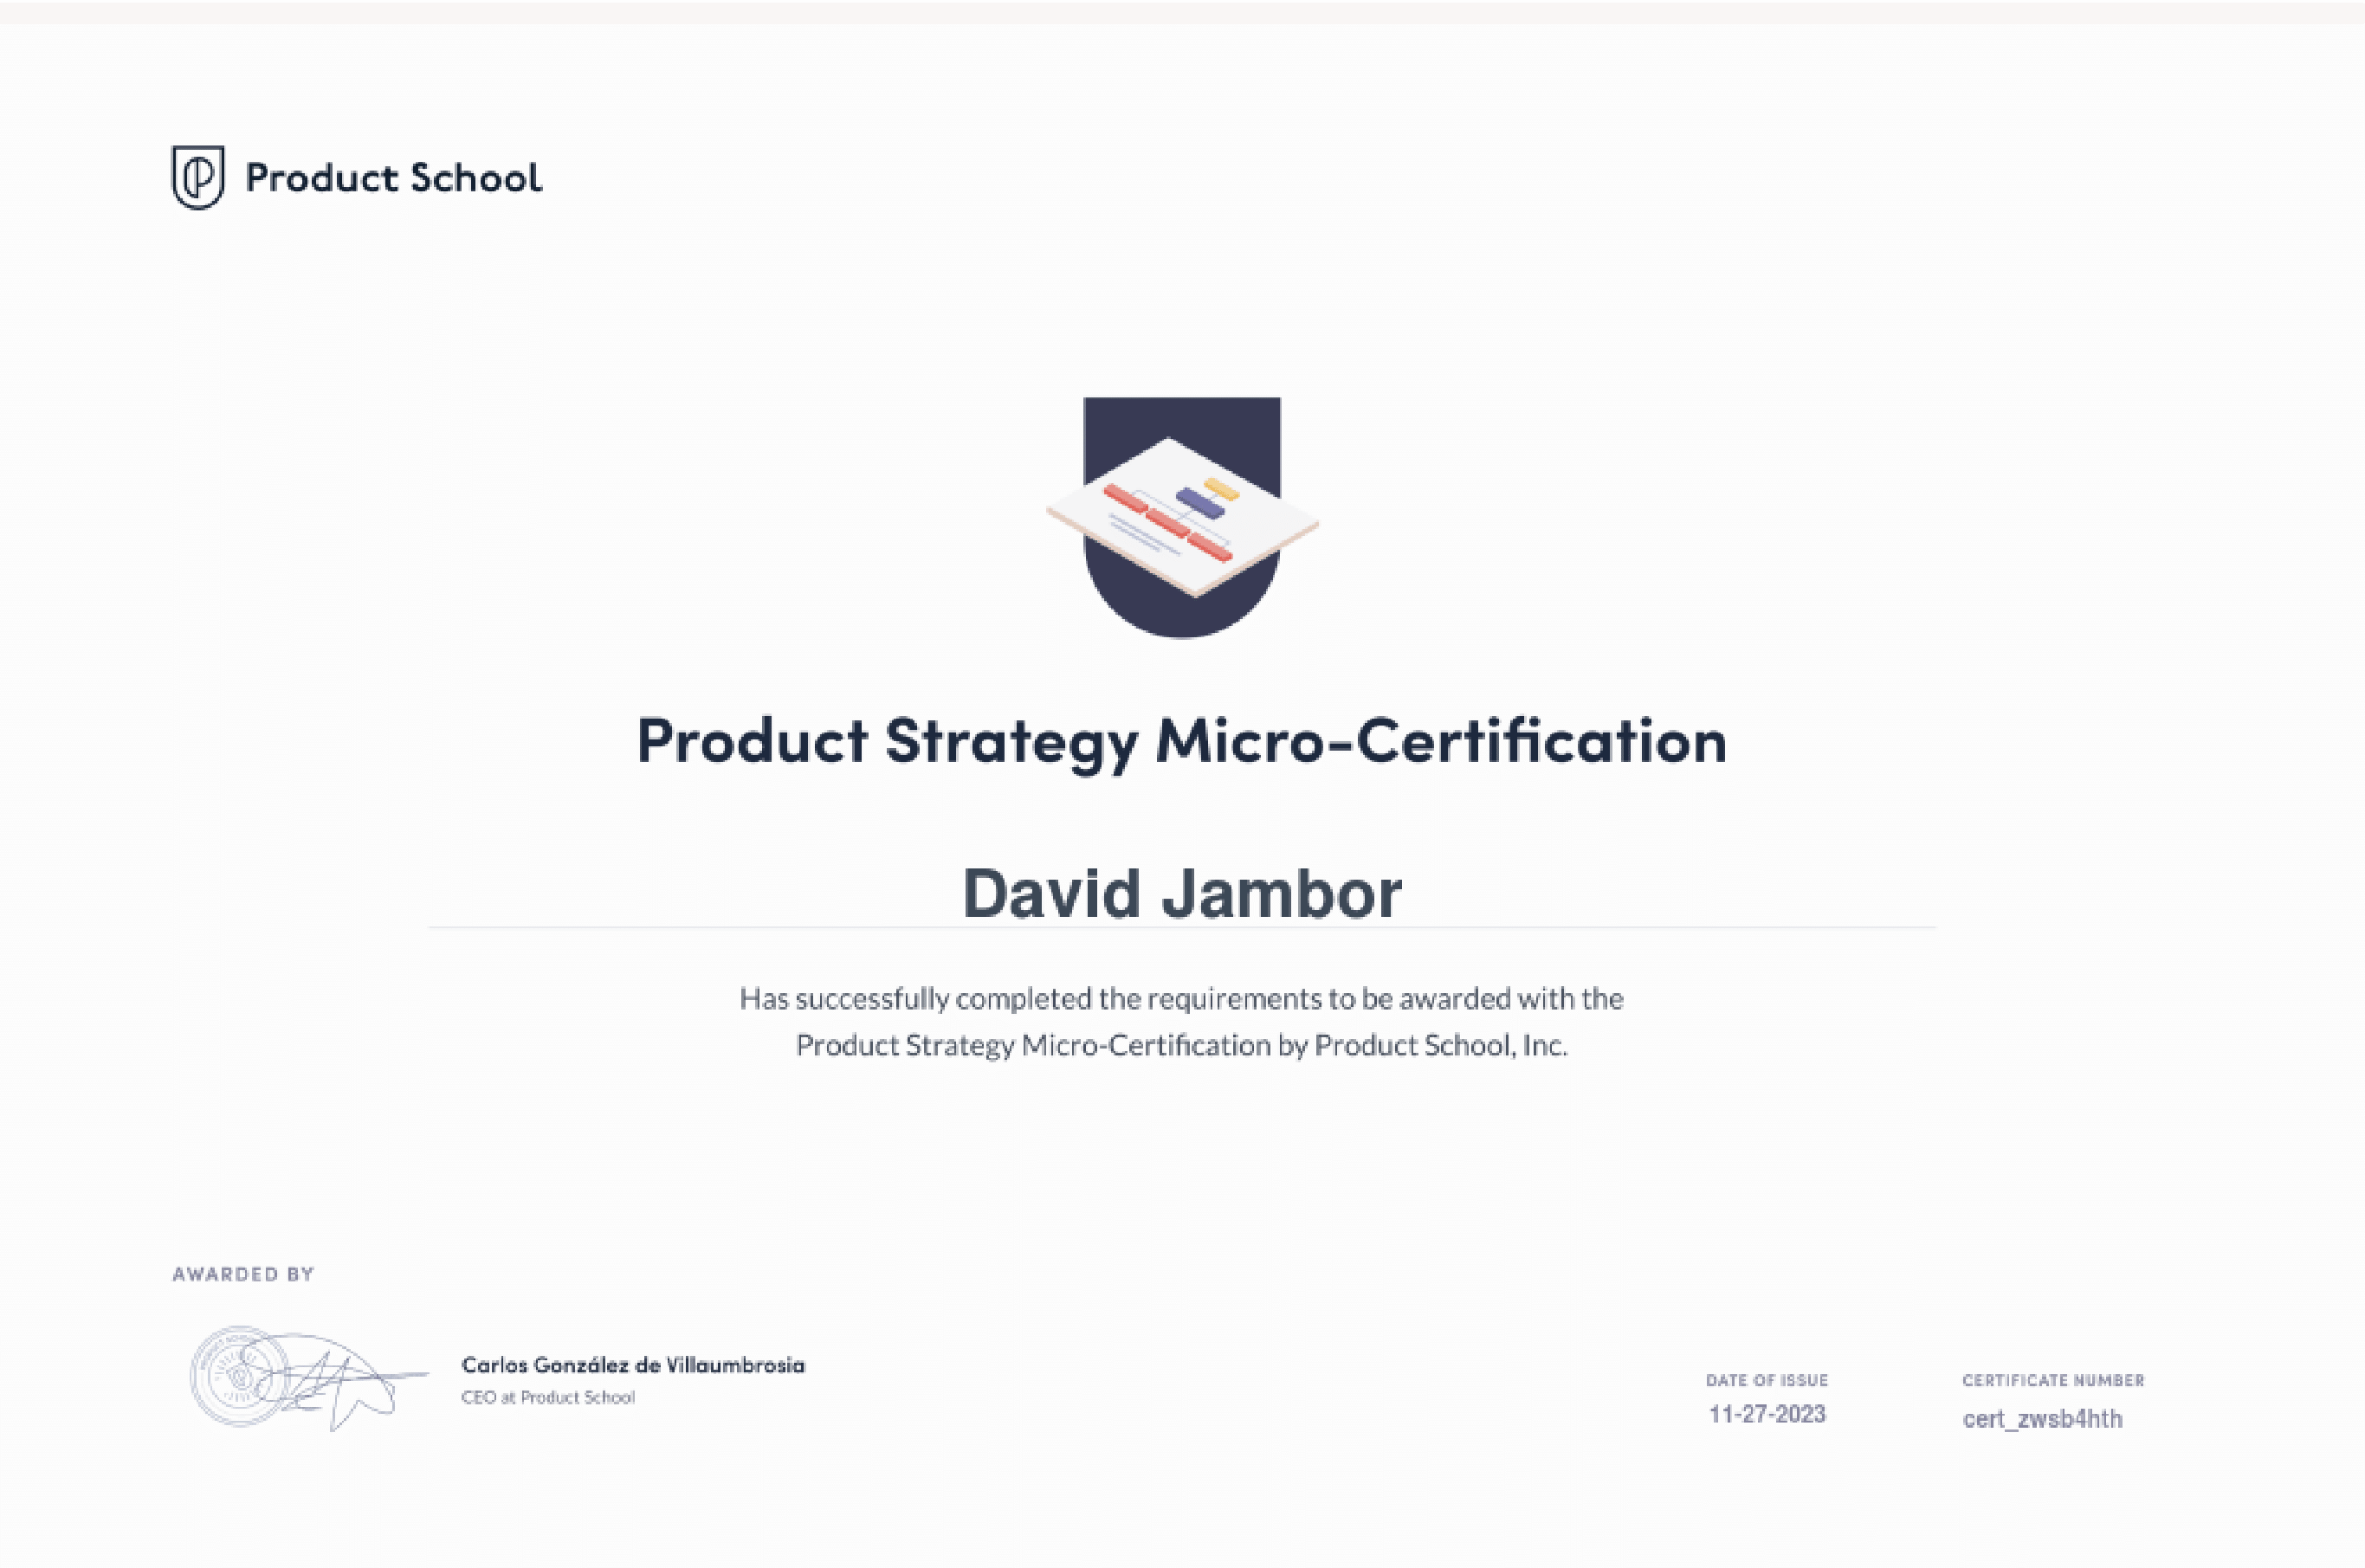 Product School
Product Strategy Micro-Certification
David Jambor
Has successfully completed the requirements to be awarded with the
Product Strategy Micro-Certification by Product School, Inc.
AWARDED BY
Carlos González de Villaumbrosia
CEO at Product School
DATE OF ISSUE
11-27-2023
CERTIFICATE NUMBER
cert_zwsb4hth